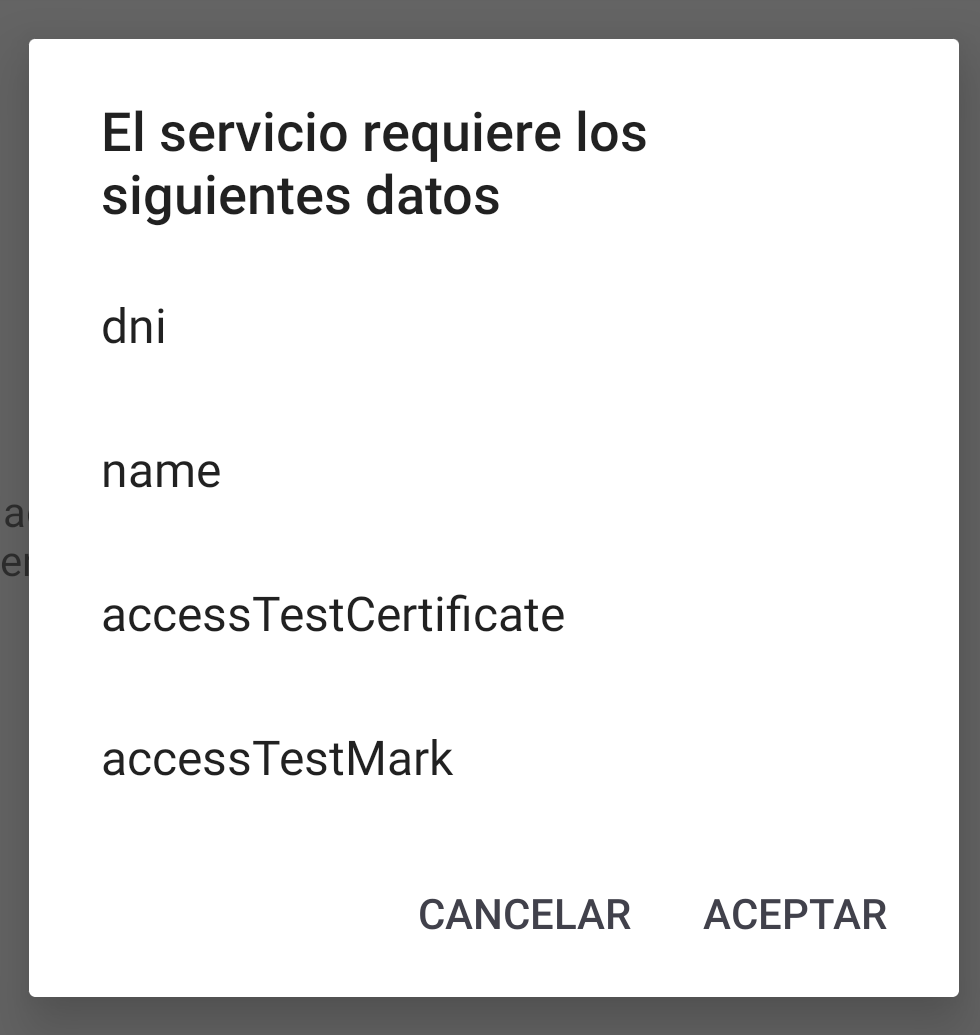 El servicio requiere los
siguientes datos
dni
name
accessTestCertificate
accessTestMark
CANCELAR ACEPTAR